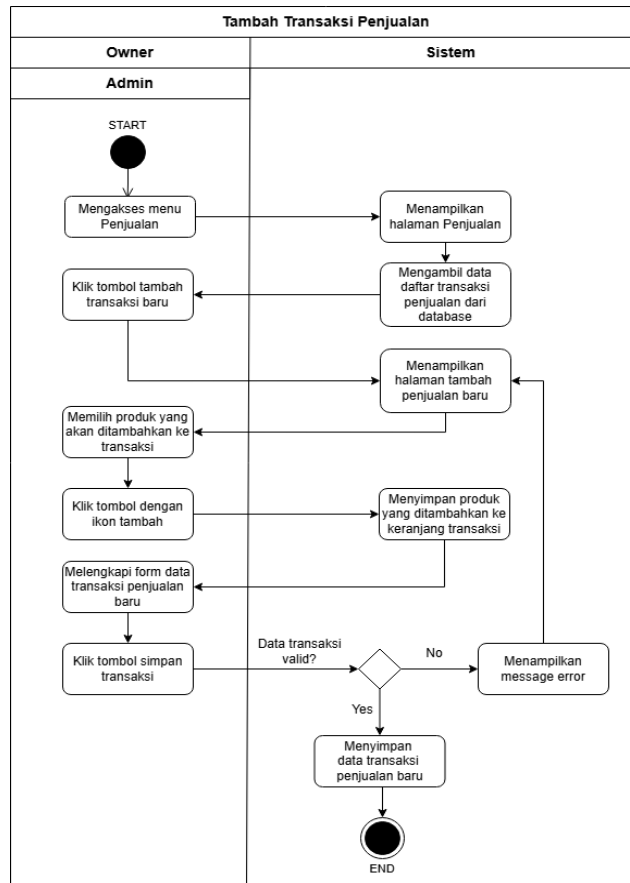 Tambah Transaksi Penjualan
Owner
Sistem
Admin
START
Mengakses menu
Penjualan
Menampilkan
halaman Penjualan
Klik tombol tambah
transaksi baru
Mengambil data
daftar transaksi
penjualan dari
database
Menampilkan
halaman tambah
penjualan baru
Memilih produk yang
akan ditambahkan ke
transaksi
Klik tombol dengan
ikon tambah
Menyimpan produk
yang ditambahkan ke
keranjang transaksi
Melengkapi form data
transaksi penjualan
baru
Klik tombol simpan
transaksi
Data transaksi
valid?
No
Menampilkan
message error
Yes
Menyimpan
data transaksi
penjualan baru
END